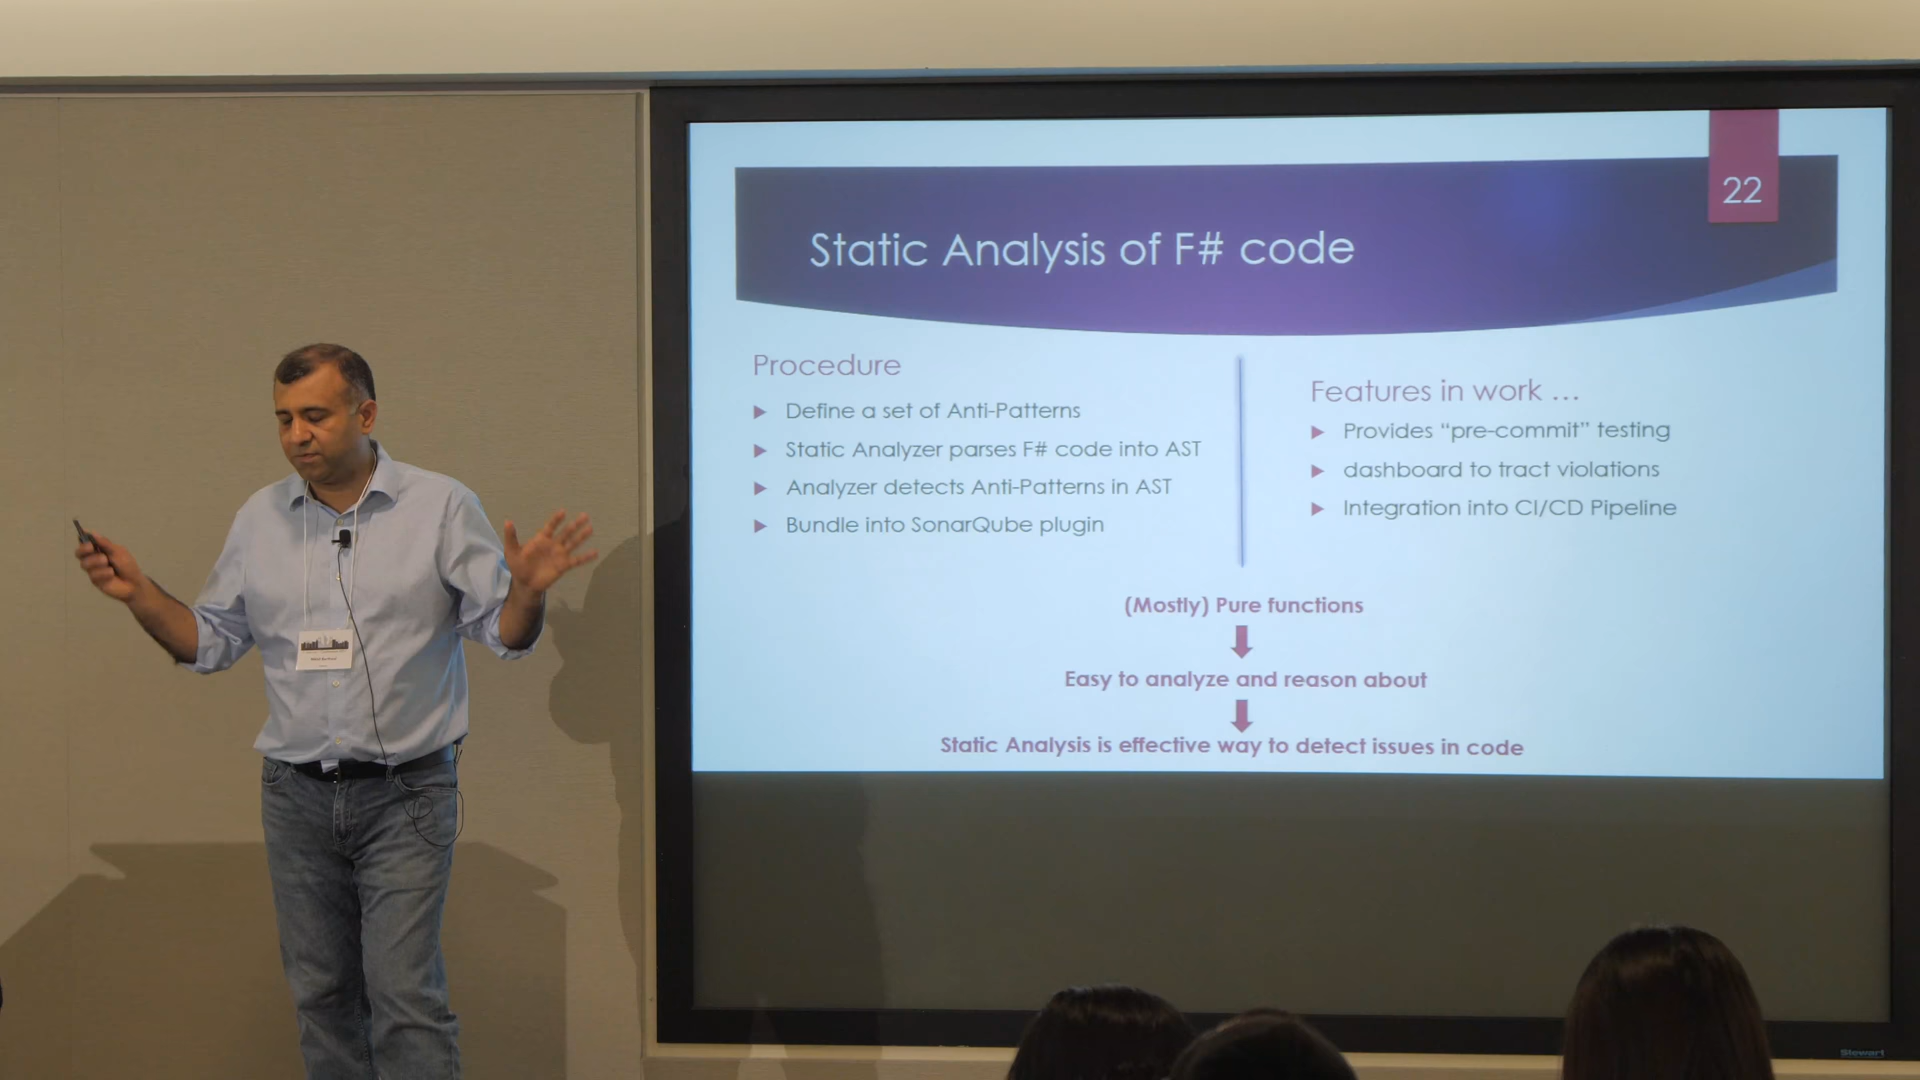 22
Static Analysis of F# code
Procedure
Define a set of Anti-Patterns
Static Analyzer parses F# code into AST
Analyzer detects Anti-Patterns in AST
Bundle into SonarQube plugin
Features in work ...
Provides “pre-commit” testing
dashboard to tract violations
Integration into CI/CD Pipeline
(Mostly) Pure functions
Easy to analyze and reason about
Static Analysis is effective way to detect issues in code
Stewart